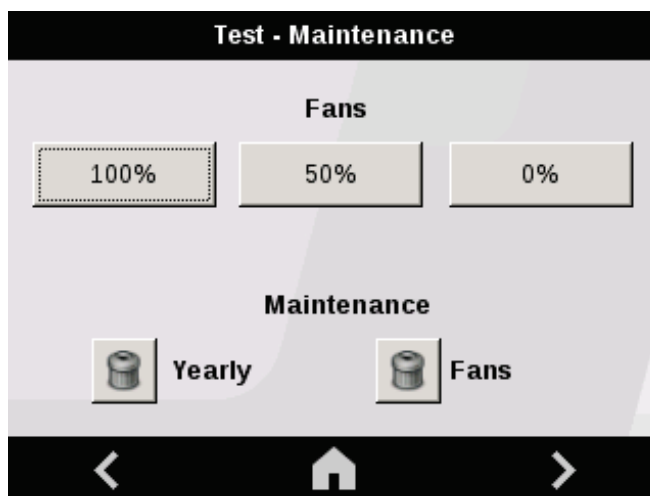 Test - Maintenance
Fans
100% 50% 0%
Maintenance
Yearly Fans